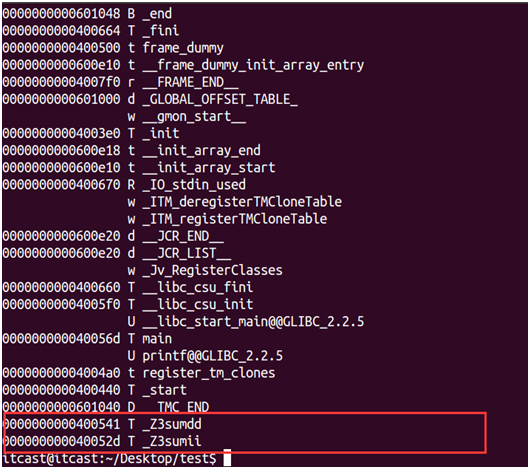 0000000000601048 B _end
0000000000400664 T _fini
0000000000400500 t frame_dummy
0000000000600e10 t __frame_dummy_init_array_entry
00000000004007f0 r __FRAME_END__
0000000000601000 d _GLOBAL_OFFSET_TABLE_
w __gmon_start__
00000000004003e0 T _init
0000000000600e18 t __init_array_end
0000000000600e10 t __init_array_start
0000000000400670 R _IO_stdin_used
w _ITM_deregisterTMCloneTable
w _ITM_registerTMCloneTable
0000000000600e20 d __JCR_END__
0000000000600e20 d __JCR_LIST__
w _Jv_RegisterClasses
0000000000400660 T __libc_csu_fini
00000000004005f0 T __libc_csu_init
U __libc_start_main@@GLIBC_2.2.5
000000000040056d T main
U printf@@GLIBC_2.2.5
00000000004004a0 t register_tm_clones
0000000000400440 T _start
0000000000601040 D __TMC_END__
0000000000400541 T _Z3sumdd
000000000040052d T _Z3sumii
itcast@itcast:~/Desktop/test$